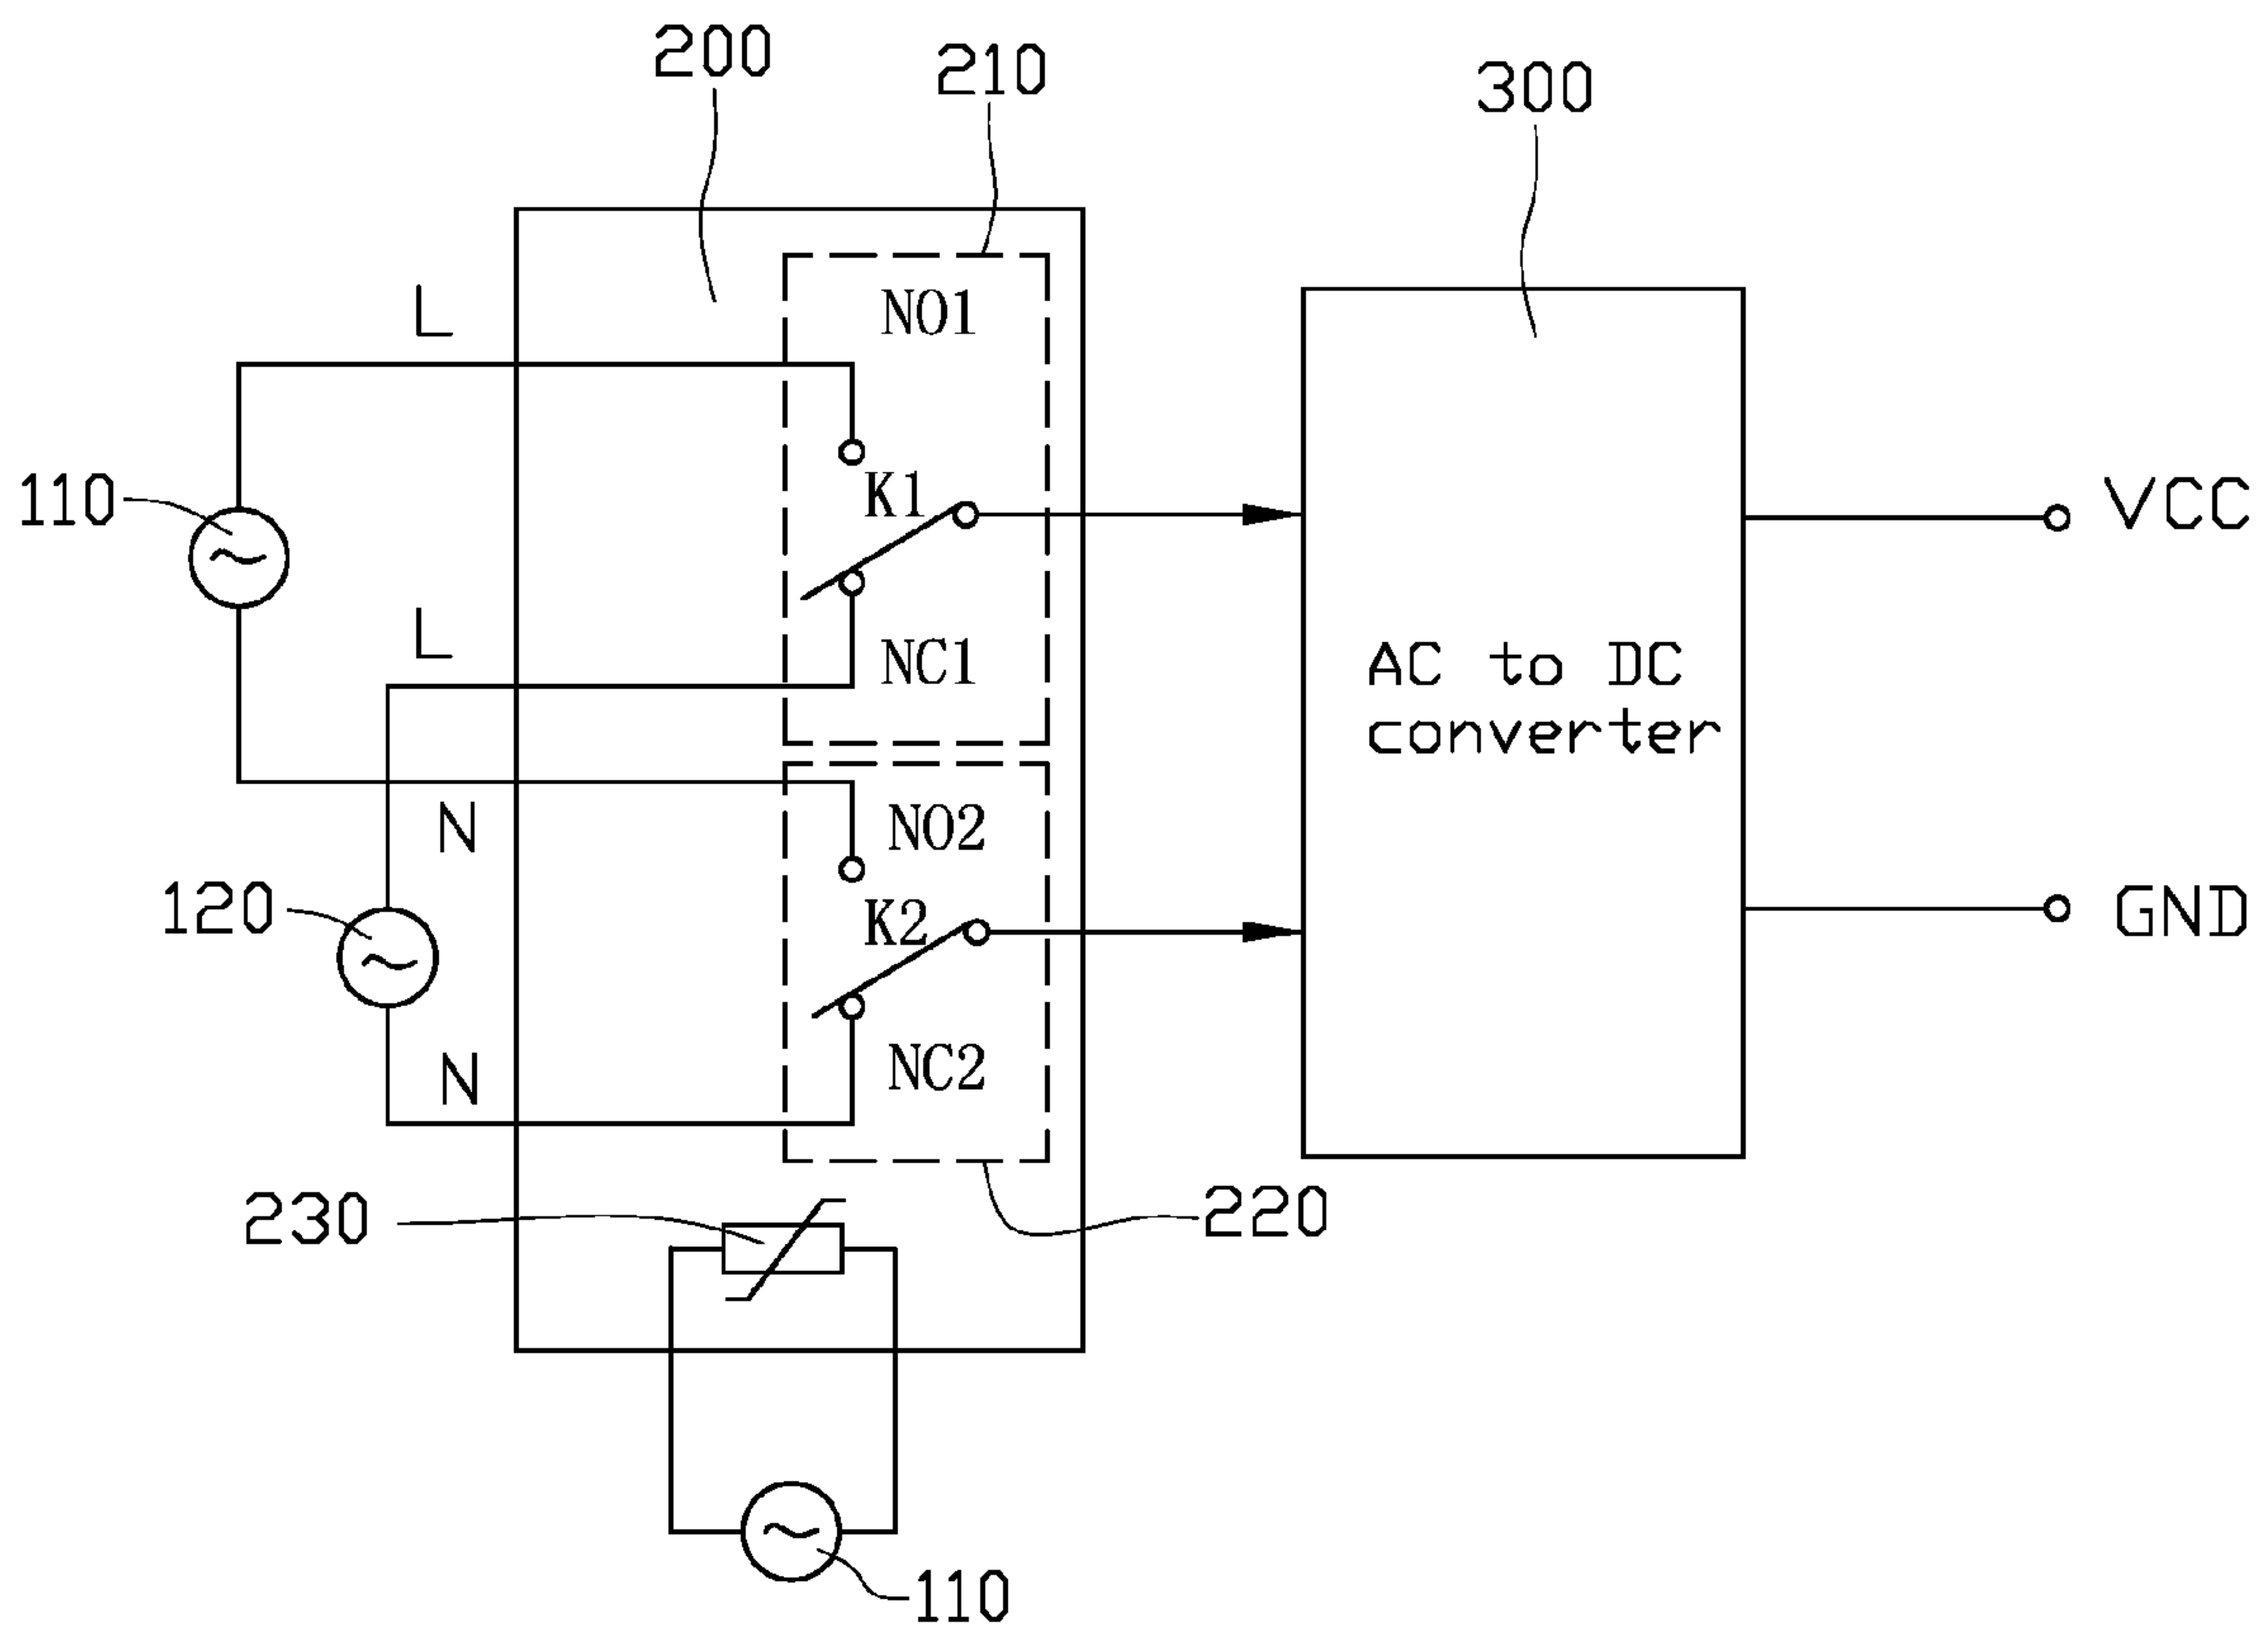 200
210
300
L
NO1
110
K1
VCC
L
NC1
AC to DC
converter
N
NO2
120
K2
GND
N
NC2
230
220
110